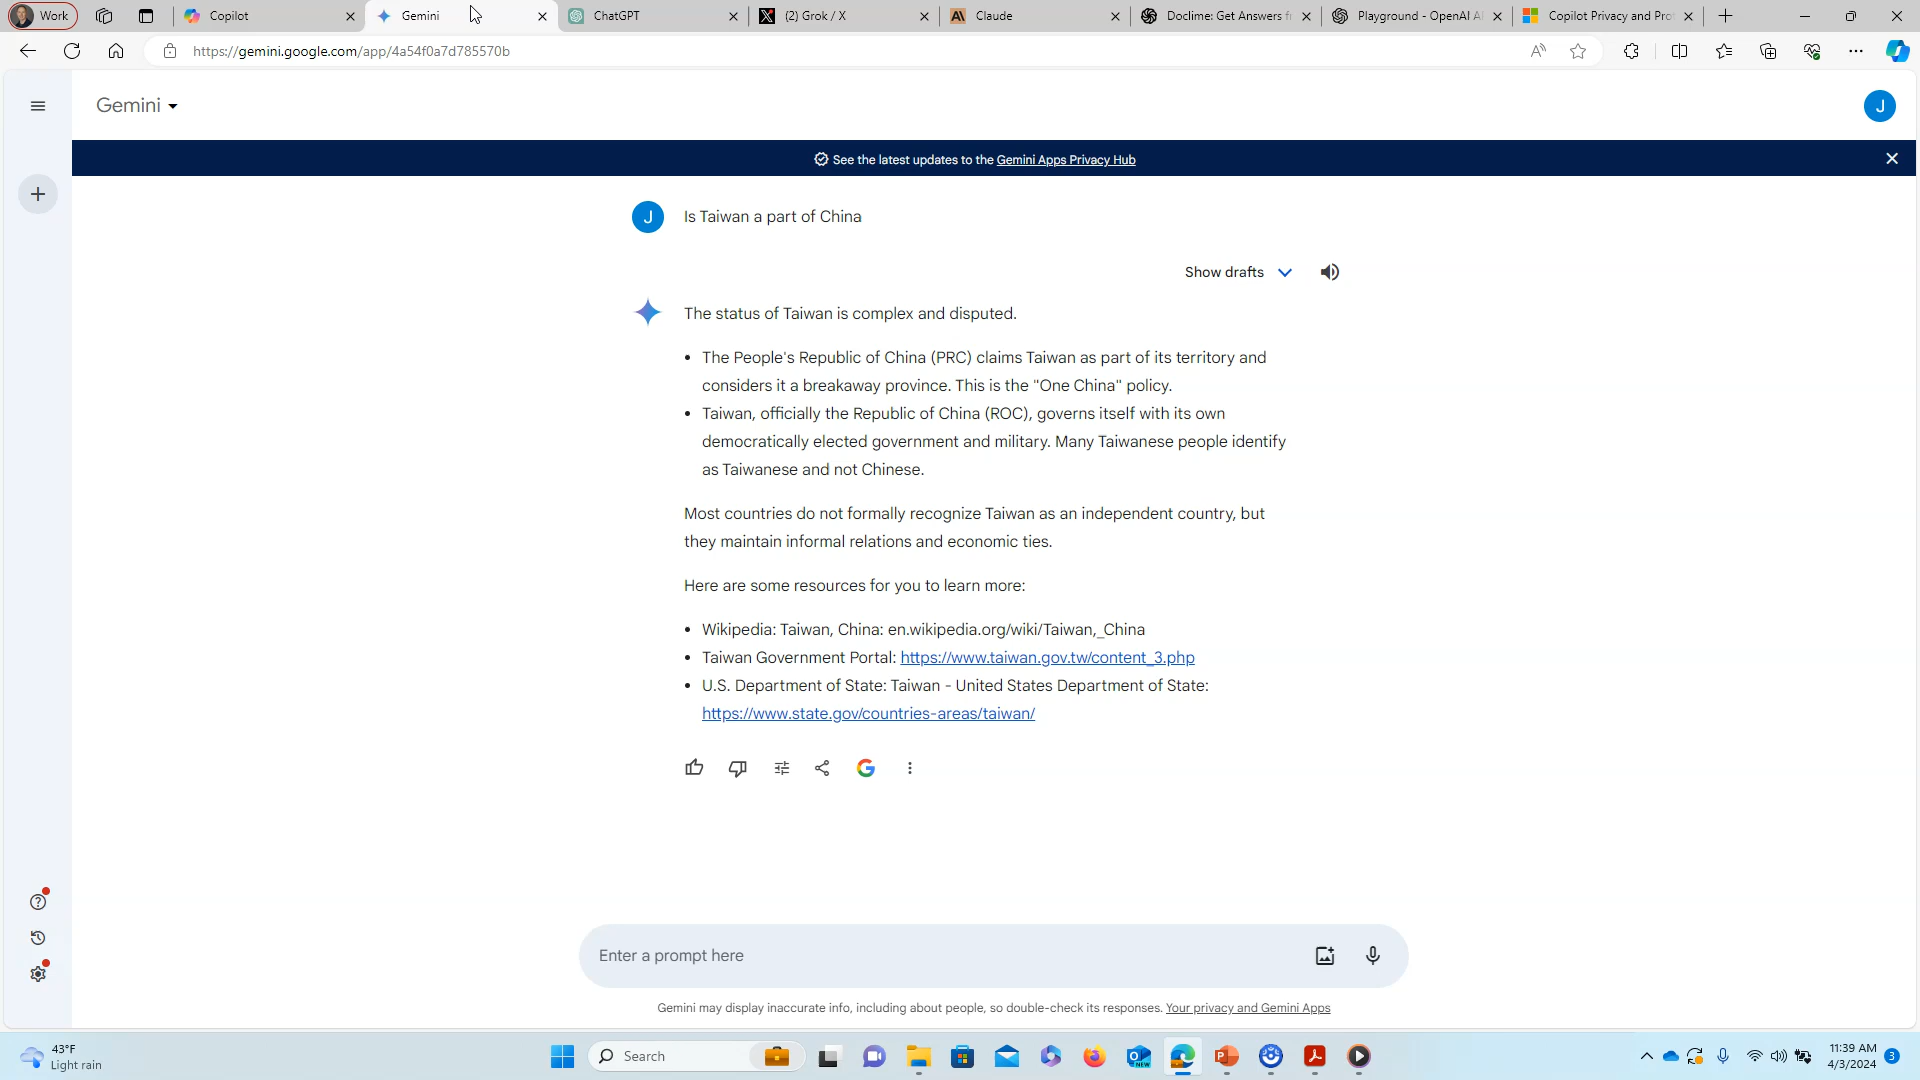 Work
Copilot
Gemini
ChatGPT
(2) Grok / X
Claude
Doclime: Get Answers fr
Playground - OpenAI A
Copilot Privacy and Pro
https://gemini.google.com/app/4a54f0a7d785570b
Gemini
J
See the latest updates to the Gemini Apps Privacy Hub
J
Is Taiwan a part of China
Show drafts
The status of Taiwan is complex and disputed.
• The People's Republic of China (PRC) claims Taiwan as part of its territory and
considers it a breakaway province. This is the "One China" policy.
• Taiwan, officially the Republic of China (ROC), governs itself with its own
democratically elected government and military. Many Taiwanese people identify
as Taiwanese and not Chinese.
Most countries do not formally recognize Taiwan as an independent country, but
they maintain informal relations and economic ties.
Here are some resources for you to learn more:
• Wikipedia: Taiwan, China: en.wikipedia.org/wiki/Taiwan,_China
• Taiwan Government Portal: https://www.taiwan.gov.tw/content_3.php
• U.S. Department of State: Taiwan - United States Department of State:
https://www.state.gov/countries-areas/taiwan/
Enter a prompt here
Gemini may display inaccurate info, including about people, so double-check its responses. Your privacy and Gemini Apps
43°F
Light rain
Search
11:39 AM
4/3/2024
3